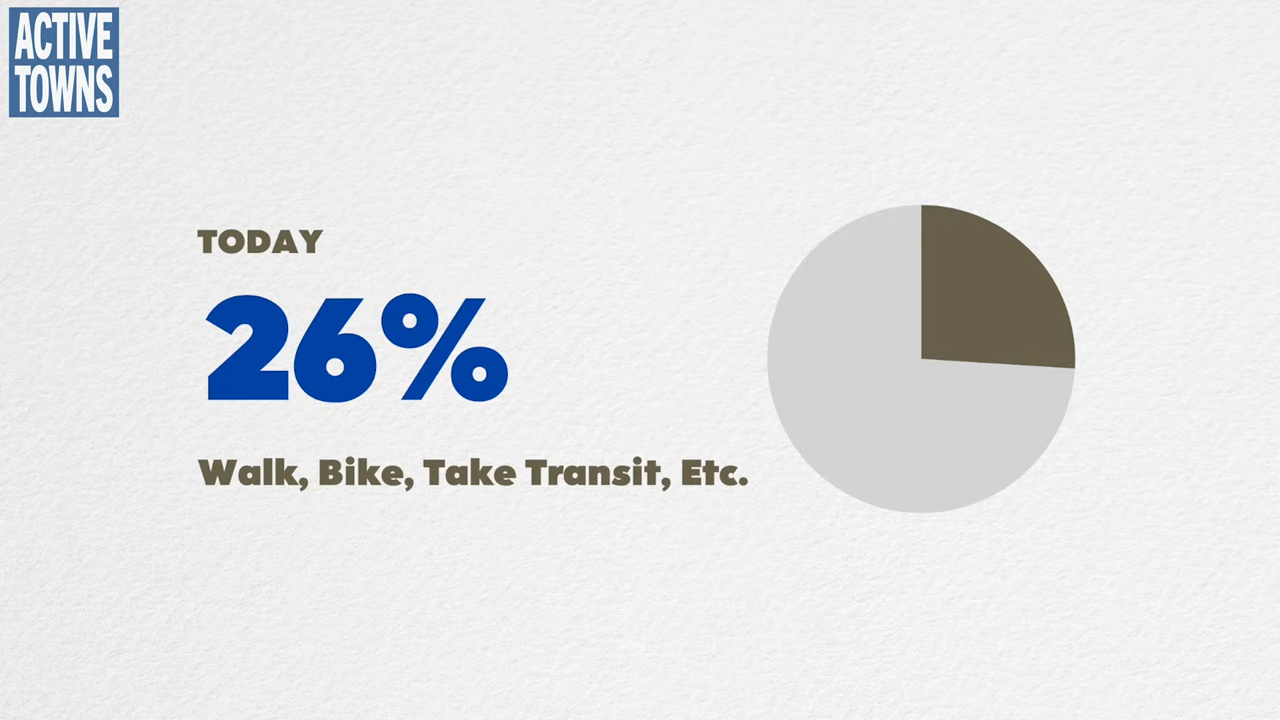 ACTIVE
TOWNS
TODAY
26%
Walk, Bike, Take Transit, Etc.